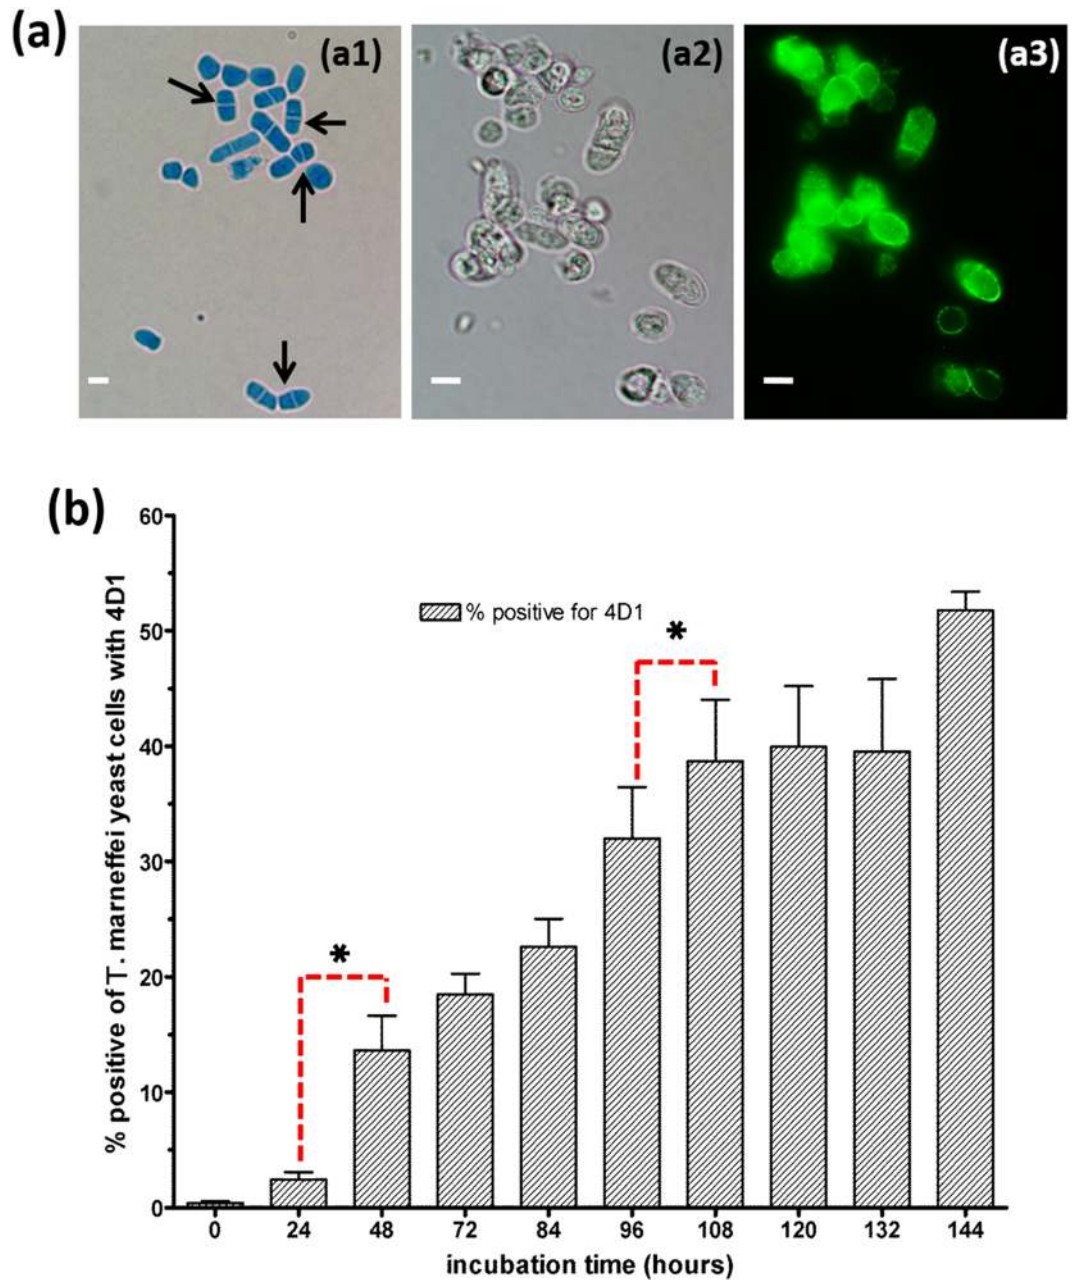 (a)
(a1)
(a2)
(a3)
(b)
% positive of T. marneffei yeast cells with 4D1
60
50
40
30
20
10
0
% positive for 4D1
*
*
0 24 48 72 84 96 108 120 132 144
incubation time (hours)